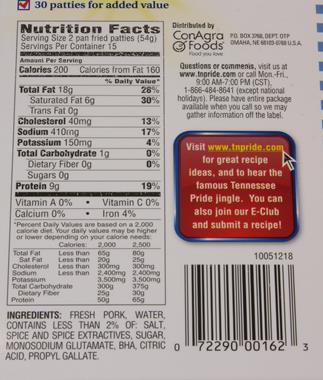 30 patties for added value
Nutrition Facts
Serving Size 2 pan fried patties (54g)
Servings Per Container 15
Amount Per Serving
Calories 200 Calories from Fat 160
% Daily Value*
Total Fat 18g 28%
Saturated Fat 6g 30%
Trans Fat 0g
Cholesterol 40mg 13%
Sodium 410mg 17%
Potassium 150mg 4%
Total Carbohydrate 1g 0%
Dietary Fiber 0g 0%
Sugars 0g
Protein 9g 19%
Vitamin A 0% • Vitamin C 0%
Calcium 0% • Iron 4%
*Percent Daily Values are based on a 2,000
calorie diet. Your daily values may be higher
or lower depending on your calorie needs:
Calories: 2,000 2,500
Total Fat Less than 65g 80g
Sat Fat Less than 20g 25g
Cholesterol Less than 300mg 300mg
Sodium Less than 2,400mg 2,400mg
Potassium 3,500mg 3,500mg
Total Carbohydrate 300g 375g
Dietary Fiber 25g 30g
Protein 50g 65g
INGREDIENTS: FRESH PORK, WATER,
CONTAINS LESS THAN 2% OF: SALT,
SPICE AND SPICE EXTRACTIVES, SUGAR,
MONOSODIUM GLUTAMATE, BHA, CITRIC
ACID, PROPYL GALLATE.
Distributed by
ConAgra
Foods
Food you love
P.O. BOX 3768, DEPT. OTP
OMAHA, NE 68103-0768 U.S.A.
Questions or comments, visit us at
www.tnpride.com or call Mon.-Fri.,
9:00 AM-7:00 PM (CST),
1-866-484-8641 (except national
holidays). Please have entire package
available when you call so we may
gather information off the label.
Visit www.tnpride.com
for great recipe
ideas, and to hear the
famous Tennessee
Pride jingle. You can
also join our E-Club
and submit a recipe!
10051218
0 72290 00162 3